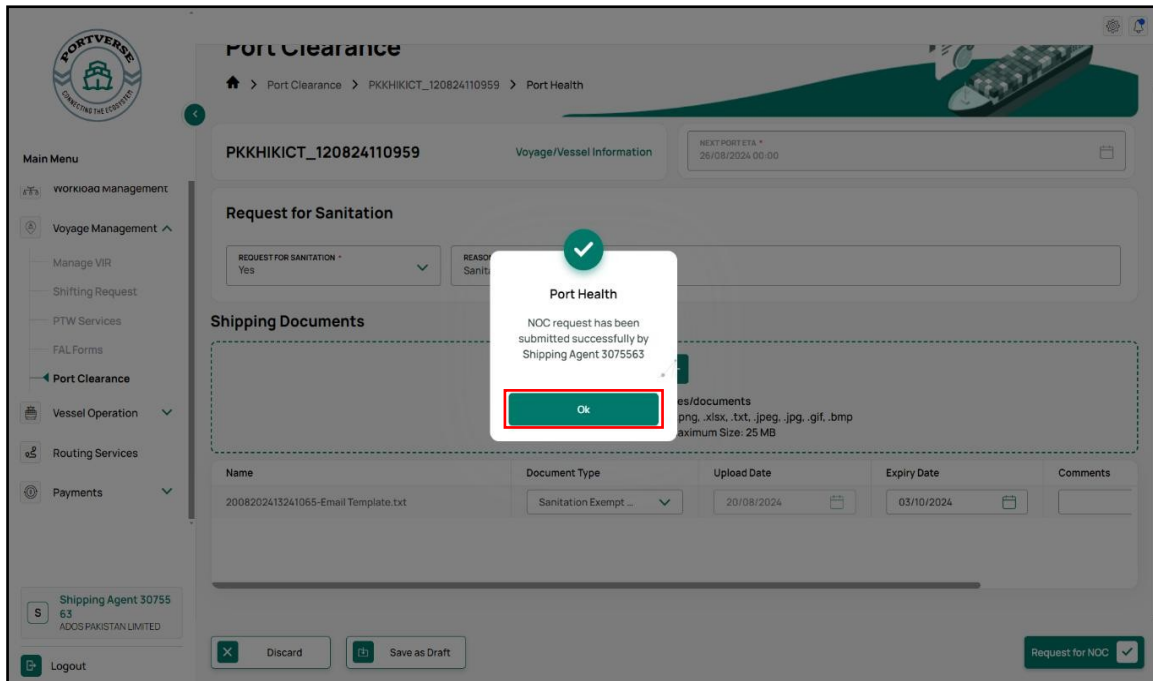 PORTVERSE
CONNECTING THE ECOSYSTEM
Port Clearance
> Port Clearance > PKKHIKICT_120824110959 > Port Health
Main Menu
Workload Management
Voyage Management
Manage VIR
Shifting Request
PTW Services
FAL Forms
Port Clearance
Vessel Operation
Routing Services
Payments
S
Shipping Agent 30755
63
ADOS PAKISTAN LIMITED
Logout
PKKHIKICT_120824110959
Voyage/Vessel Information
NEXT PORT ETA *
26/08/2024 00:00
Request for Sanitation
REQUEST FOR SANITATION *
Yes
REASO
Sanit
Port Health
NOC request has been
submitted successfully by
Shipping Agent 3075563
Ok
Shipping Documents
es/documents
png, .xlsx, .txt, .jpeg, .jpg, .gif, .bmp
aximum Size: 25 MB
Name Document Type Upload Date Expiry Date Comments
2008202413241065-Email Template.txt Sanitation Exempt ... 20/08/2024 03/10/2024
Discard
Save as Draft
Request for NOC